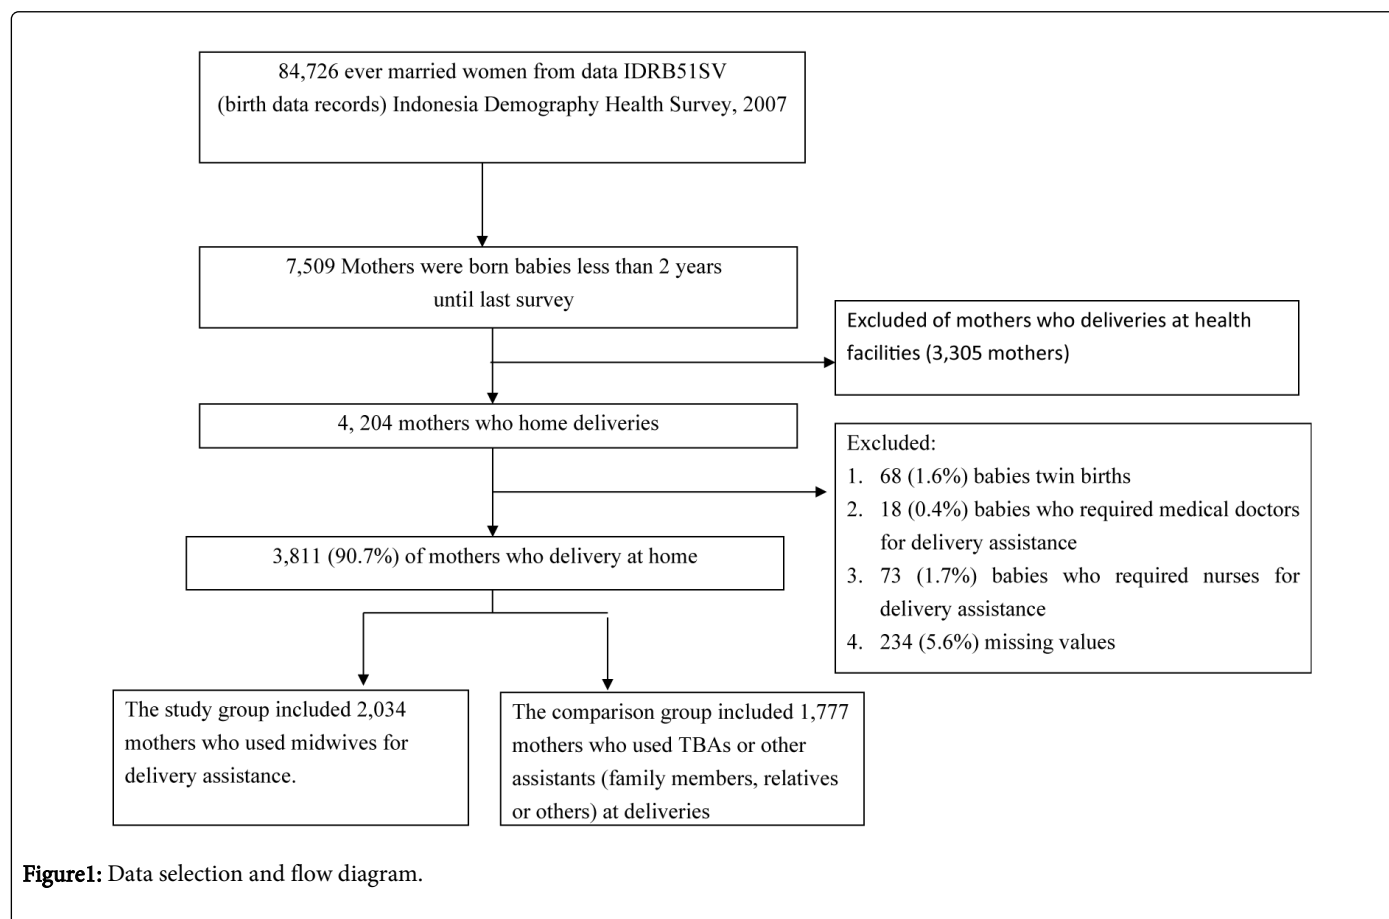 84,726 ever married women from data IDRB51SV
(birth data records) Indonesia Demography Health Survey, 2007
7,509 Mothers were born babies less than 2 years
until last survey
Excluded of mothers who deliveries at health
facilities (3,305 mothers)
4, 204 mothers who home deliveries
Excluded:
1. 68 (1.6%) babies twin births
2. 18 (0.4%) babies who required medical doctors
for delivery assistance
3. 73 (1.7%) babies who required nurses for
delivery assistance
4. 234 (5.6%) missing values
3,811 (90.7%) of mothers who delivery at home
The study group included 2,034
mothers who used midwives for
delivery assistance.
The comparison group included 1,777
mothers who used TBAs or other
assistants (family members, relatives
or others) at deliveries
Figure1: Data selection and flow diagram.